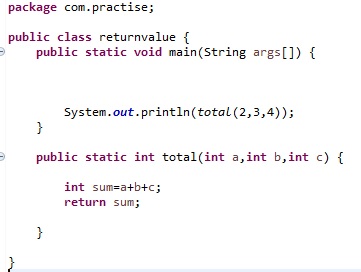 package com.practise;
public class returnvalue {
public static void main(String args[]) {
System.out.println(total(2,3,4));
}
public static int total(int a,int b,int c) {
int sum=a+b+c;
return sum;
}
}